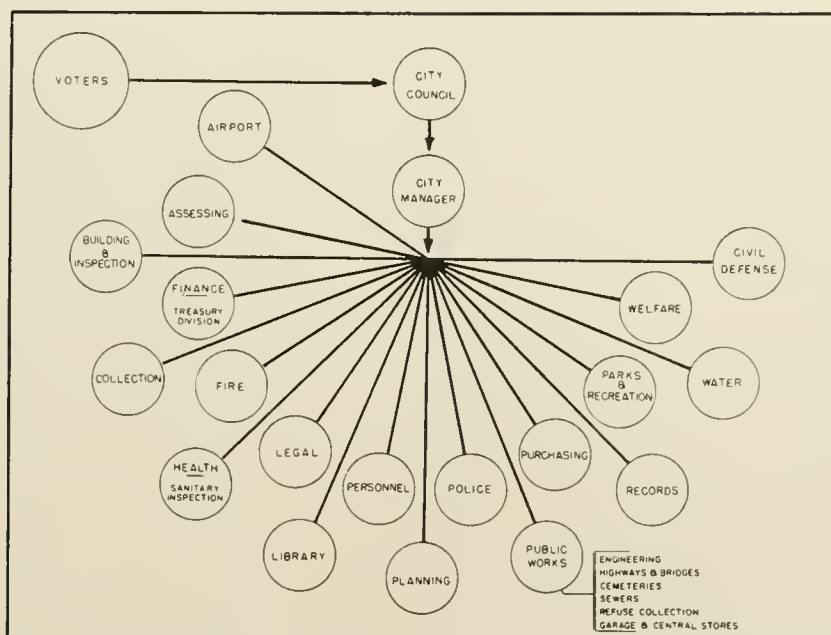 VOTERS
CITY
COUNCIL
AIRPORT
CITY
MANAGER
ASSESSING
BUILDING
&
INSPECTION
CIVIL
DEFENSE
FINANCE
TREASURY
DIVISION
WELFARE
COLLECTION
FIRE
PARKS
&
RECREATION
WATER
LEGAL
PURCHASING
HEALTH
SANITARY
INSPECTION
PERSONNEL
POLICE
RECORDS
LIBRARY
PLANNING
PUBLIC
WORKS
ENGINEERING
HIGHWAYS & BRIDGES
CEMETERIES
SEWERS
REFUSE COLLECTION
GARAGE & CENTRAL STORES